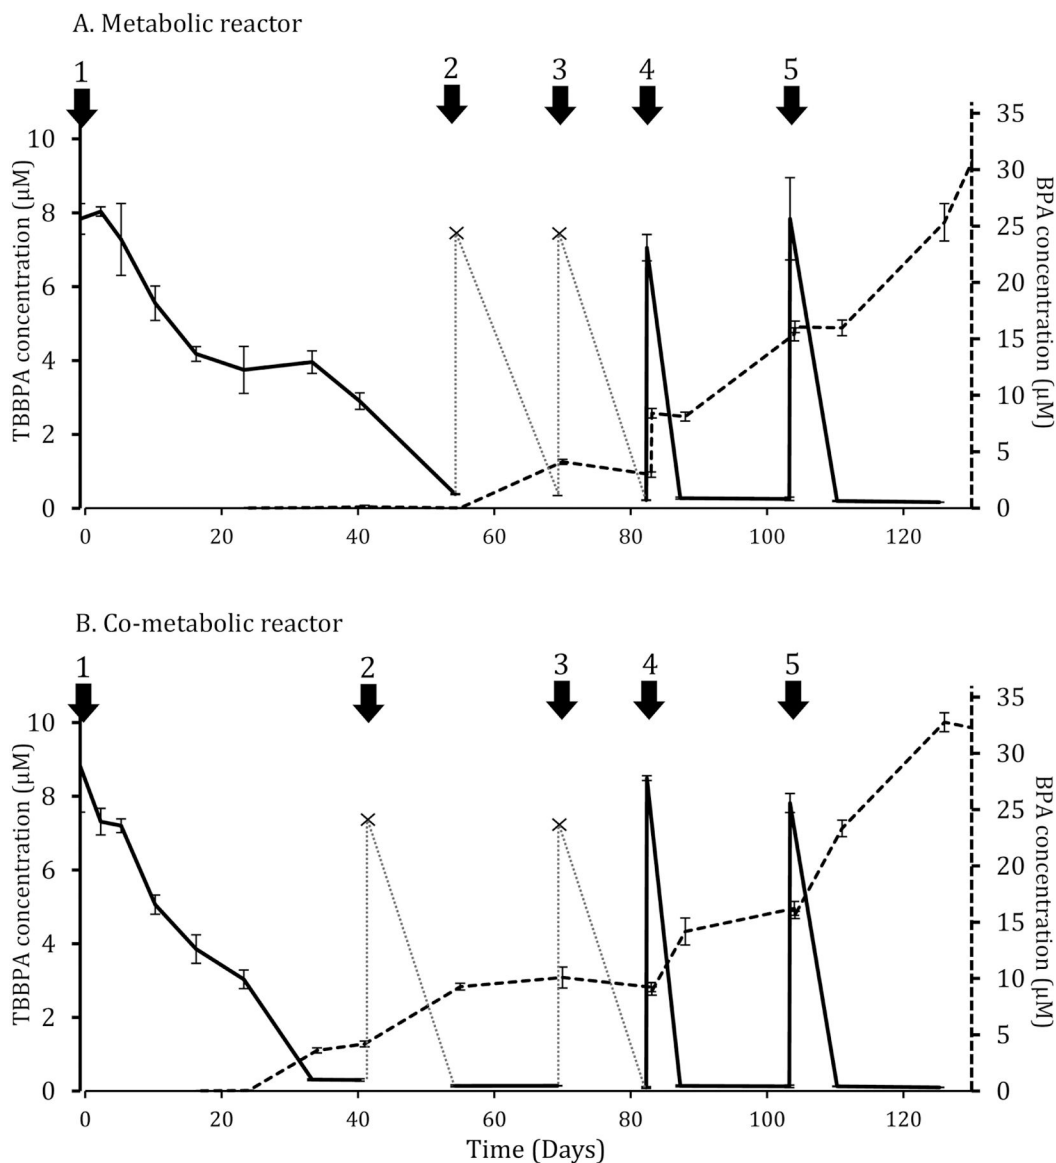 A. Metabolic reactor
1 2 3 4 5
TBBPA concentration (μM)
10
8
6
4
2
0
35
30
25
20
15
10
5
0
BPA concentration (μM)
0 20 40 60 80 100 120
B. Co-metabolic reactor
1 2 3 4 5
TBBPA concentration (μM)
10
8
6
4
2
0
35
30
25
20
15
10
5
0
BPA concentration (μM)
0 20 40 60 80 100 120
Time (Days)